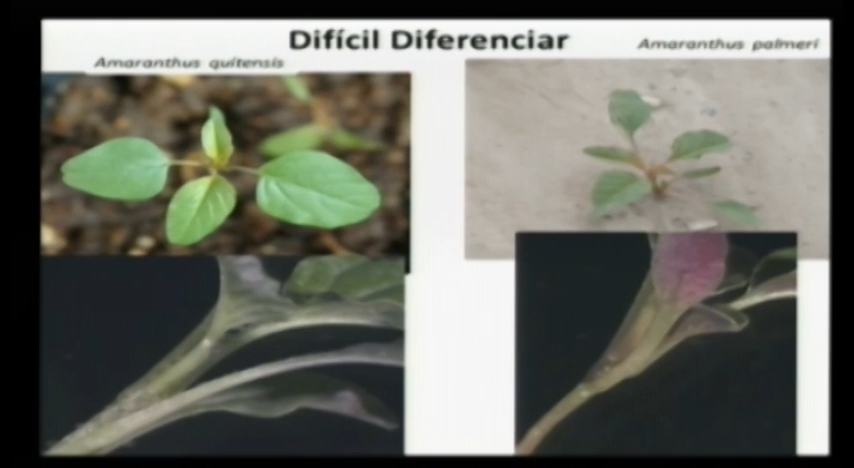 Difícil Diferenciar
Amaranthus quitensis
Amaranthus palmeri